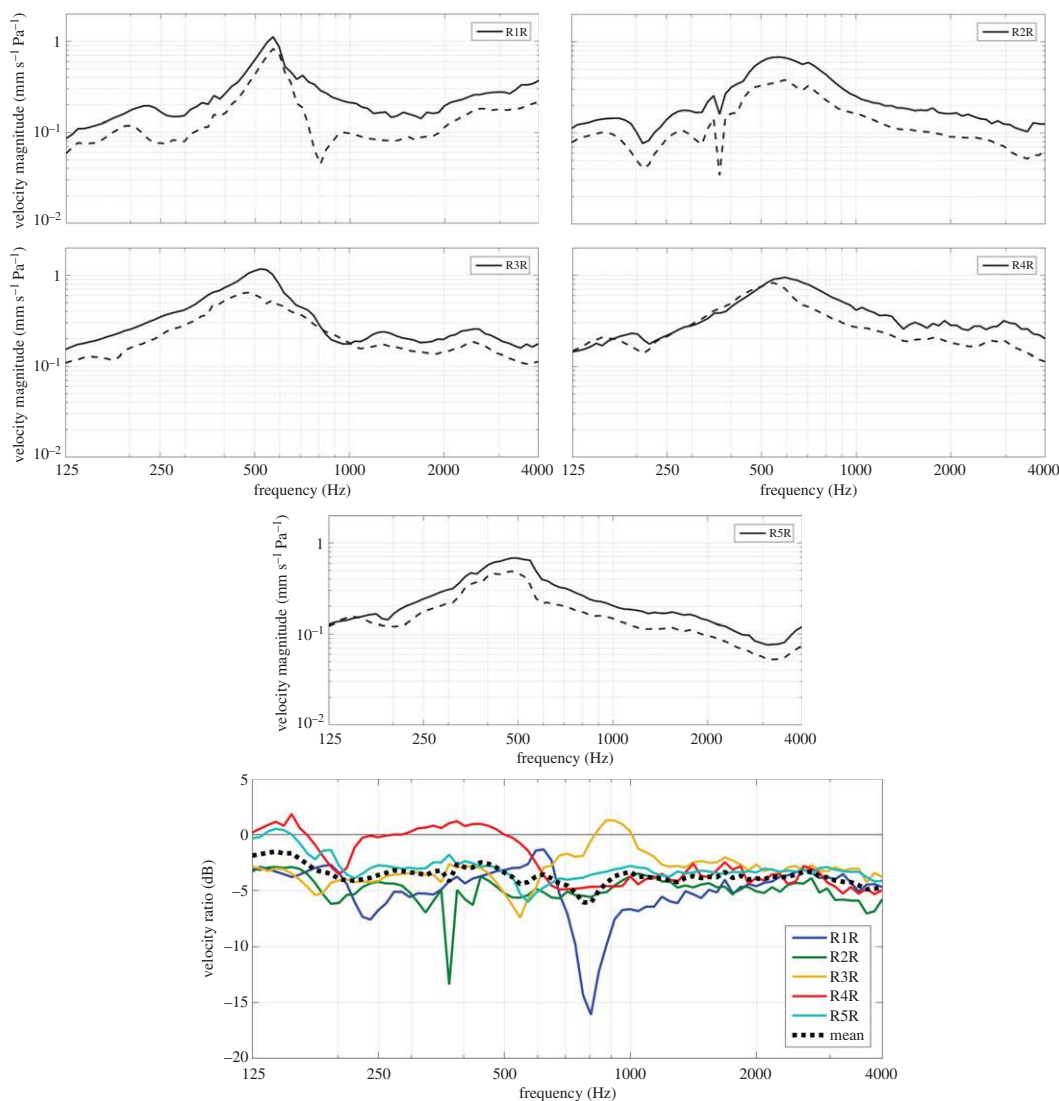 velocity magnitude (mm s⁻¹ Pa⁻¹)
1
10⁻¹
10⁻²
R1R
R2R
velocity magnitude (mm s⁻¹ Pa⁻¹)
1
10⁻¹
10⁻²
R3R
125 250 500 1000 2000 4000
frequency (Hz)
R4R
125 250 500 1000 2000 4000
frequency (Hz)
velocity magnitude (mm s⁻¹ Pa⁻¹)
1
10⁻¹
10⁻²
R5R
125 250 500 1000 2000 4000
frequency (Hz)
velocity ratio (dB)
5
0
−5
−10
−15
−20
R1R
R2R
R3R
R4R
R5R
mean
125 250 500 1000 2000 4000
frequency (Hz)